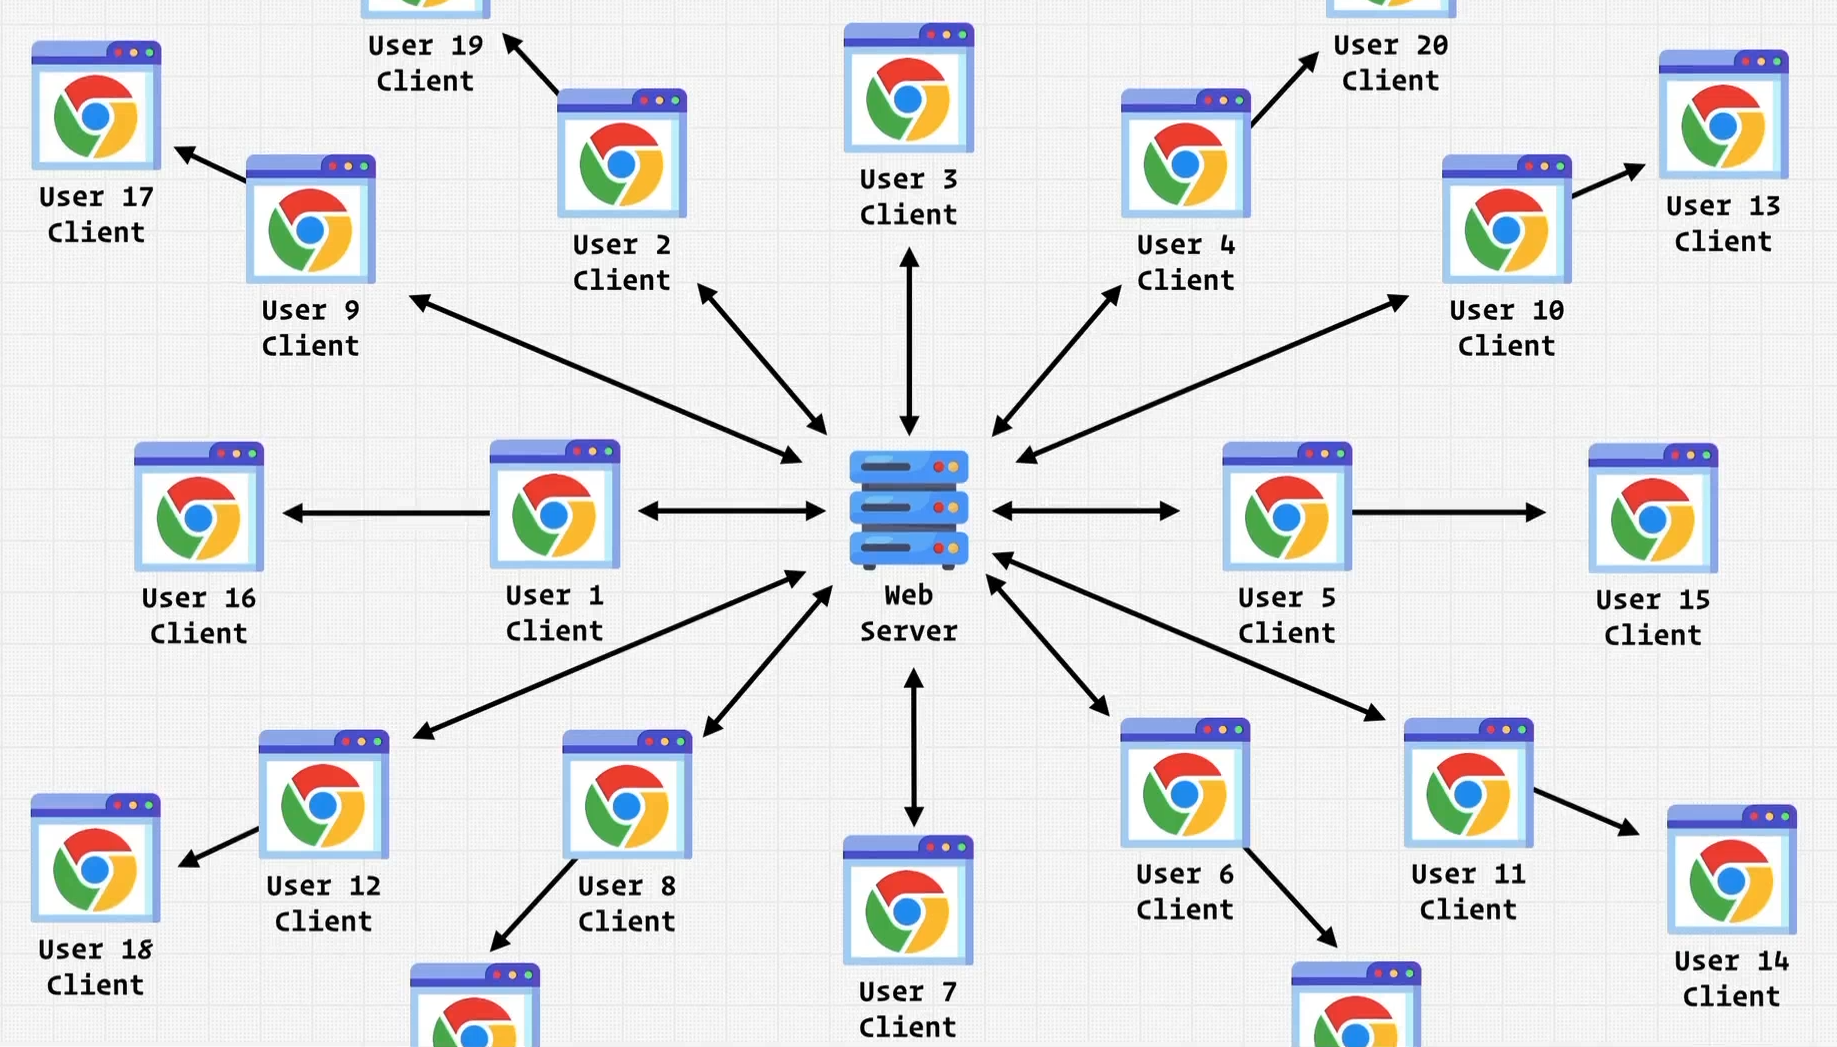 User 19
Client
User 20
Client
User 17
Client
User 3
Client
User 13
Client
User 2
Client
User 4
Client
User 9
Client
User 10
Client
User 16
Client
User 1
Client
Web
Server
User 5
Client
User 15
Client
User 12
Client
User 8
Client
User 6
Client
User 11
Client
User 18
Client
User 7
Client
User 14
Client